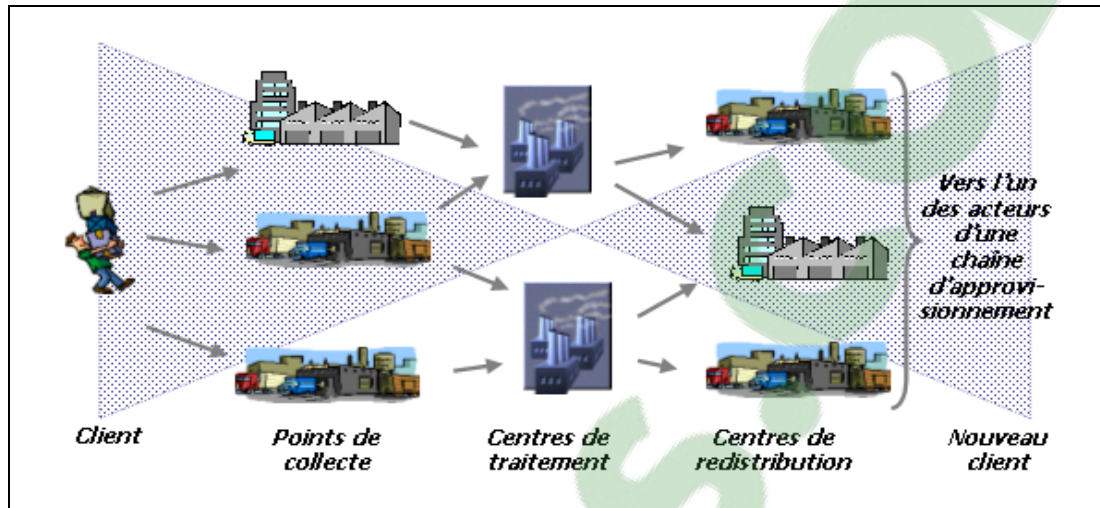 Vers l'un
des acteurs
d'une
chaîne
d'approvi-
sionnement
Client
Points de
collecte
Centres de
traitement
Centres de
redistribution
Nouveau
client